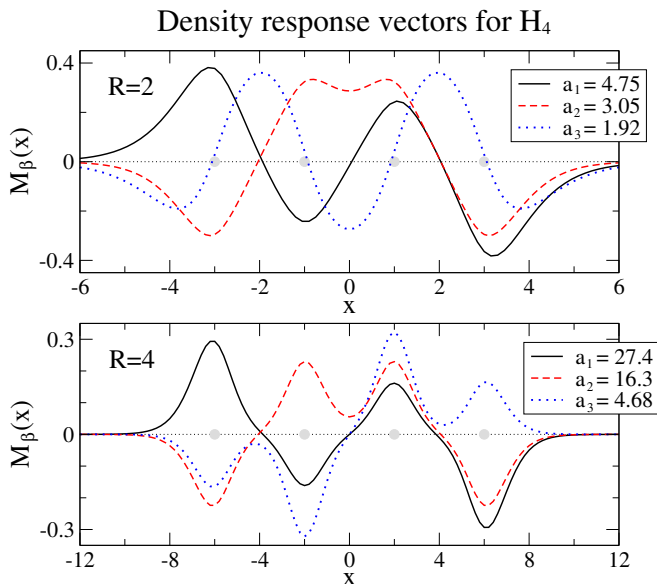 Density response vectors for H₄
R=2
M_β(x)
0.4
0
-0.4
a₁ = 4.75
a₂ = 3.05
a₃ = 1.92
-6 -4 -2 0 2 4 6
x
R=4
M_β(x)
0.3
0
-0.3
a₁ = 27.4
a₂ = 16.3
a₃ = 4.68
-12 -8 -4 0 4 8 12
x